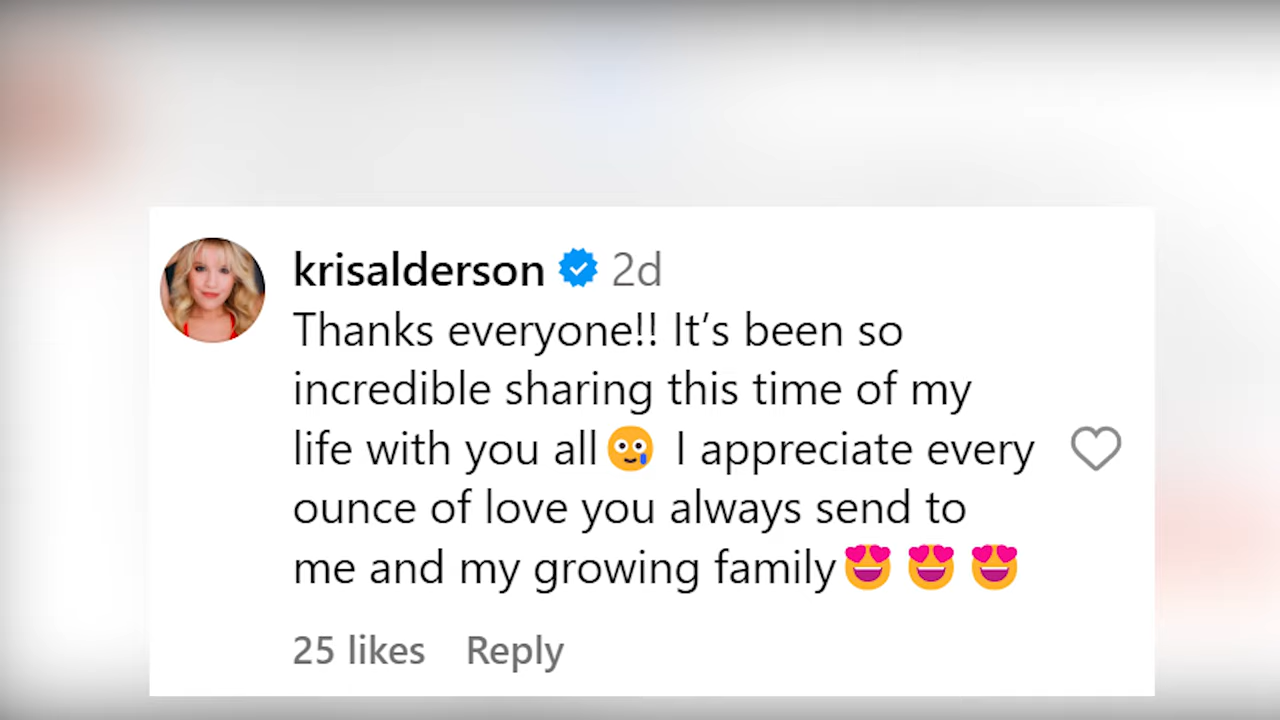 krisalderson 2d
Thanks everyone!! It’s been so
incredible sharing this time of my
life with you all🥲 I appreciate every
ounce of love you always send to
me and my growing family😍😍😍
25 likes Reply